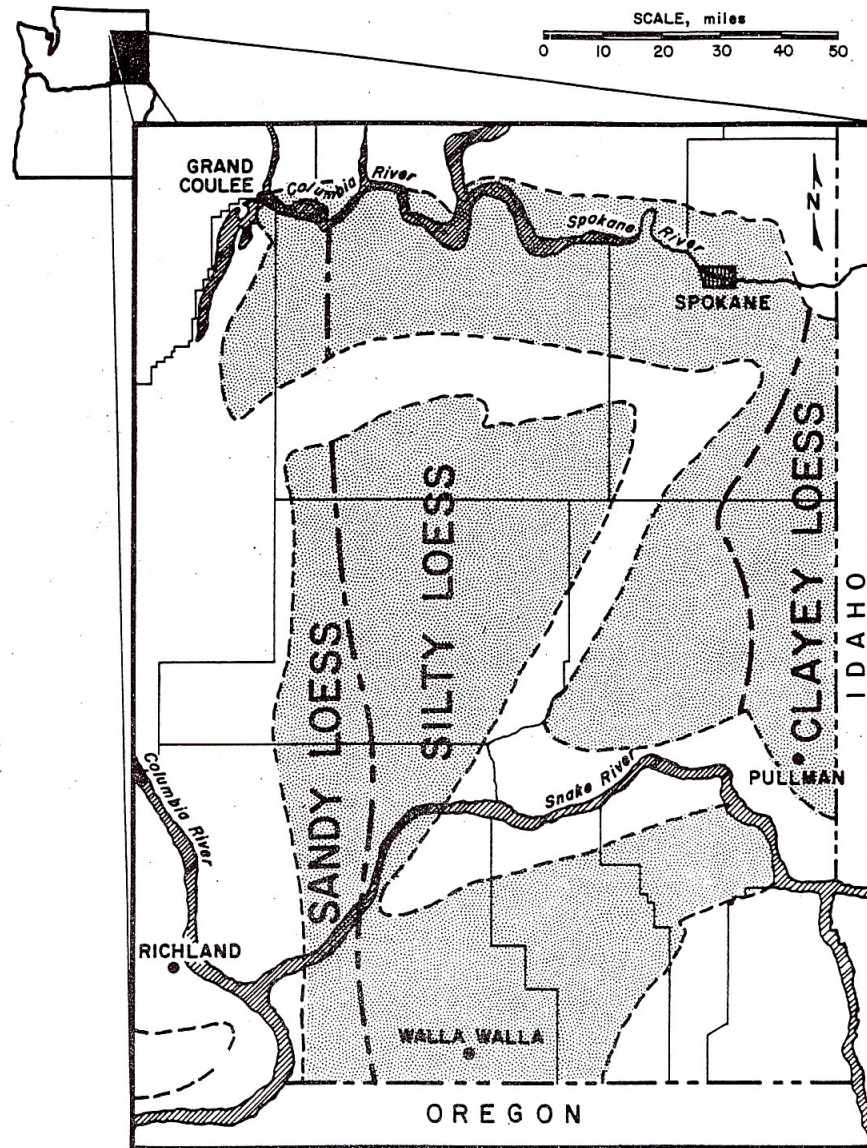 SCALE, miles
0 10 20 30 40 50
GRAND
COULEE
Columbia River
Spokane River
N
SPOKANE
SANDY LOESS
SILTY LOESS
CLAYEY LOESS
IDAHO
PULLMAN
Snake River
Columbia River
RICHLAND
WALLA WALLA
OREGON